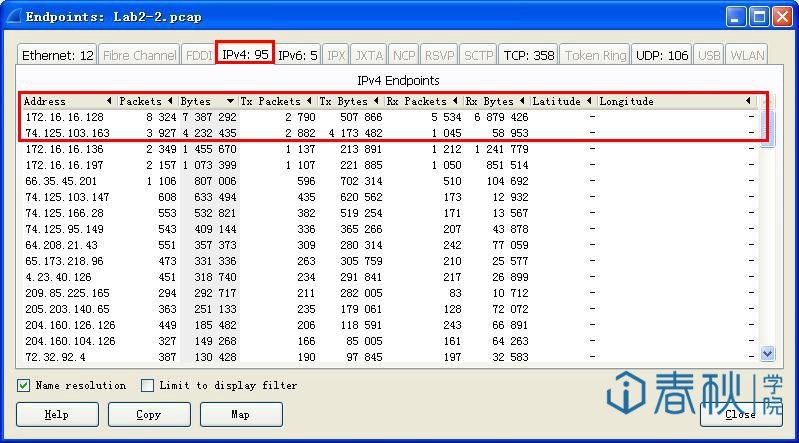 Endpoints: Lab2-2.pcap
Ethernet: 12 Fibre Channel FDDI IPv4: 95 IPv6: 5 IPX JXTA NCP RSVP SCTP TCP: 358 Token Ring UDP: 106 USB WLAN
IPv4 Endpoints
Address Packets Bytes Tx Packets Tx Bytes Rx Packets Rx Bytes Latitude Longitude
172.16.16.128 8 324 7 387 292 2 790 507 866 5 534 6 879 426 - -
74.125.103.163 3 927 4 232 435 2 882 4 173 482 1 045 58 953 - -
172.16.16.136 2 349 1 455 670 1 137 213 891 1 212 1 241 779 - -
172.16.16.197 2 157 1 073 399 1 107 221 885 1 050 851 514 - -
66.35.45.201 1 106 807 006 596 702 314 510 104 692 - -
74.125.103.147 608 633 494 435 620 562 173 12 932 - -
74.125.166.28 553 532 821 382 519 254 171 13 567 - -
74.125.95.149 543 409 144 336 365 266 207 43 878 - -
64.208.21.43 551 357 373 309 280 314 242 77 059 - -
65.173.218.96 473 331 336 263 305 759 210 25 577 - -
4.23.40.126 451 318 740 234 291 841 217 26 899 - -
209.85.225.165 294 292 717 211 282 005 83 10 712 - -
205.203.140.65 363 251 133 235 179 061 128 72 072 - -
204.160.126.126 449 185 482 206 118 591 243 66 891 - -
204.160.104.126 327 149 268 166 85 005 161 64 263 - -
72.32.92.4 387 130 428 190 97 845 197 32 583 - -
Name resolution Limit to display filter
Help Copy Map Close
春秋学院